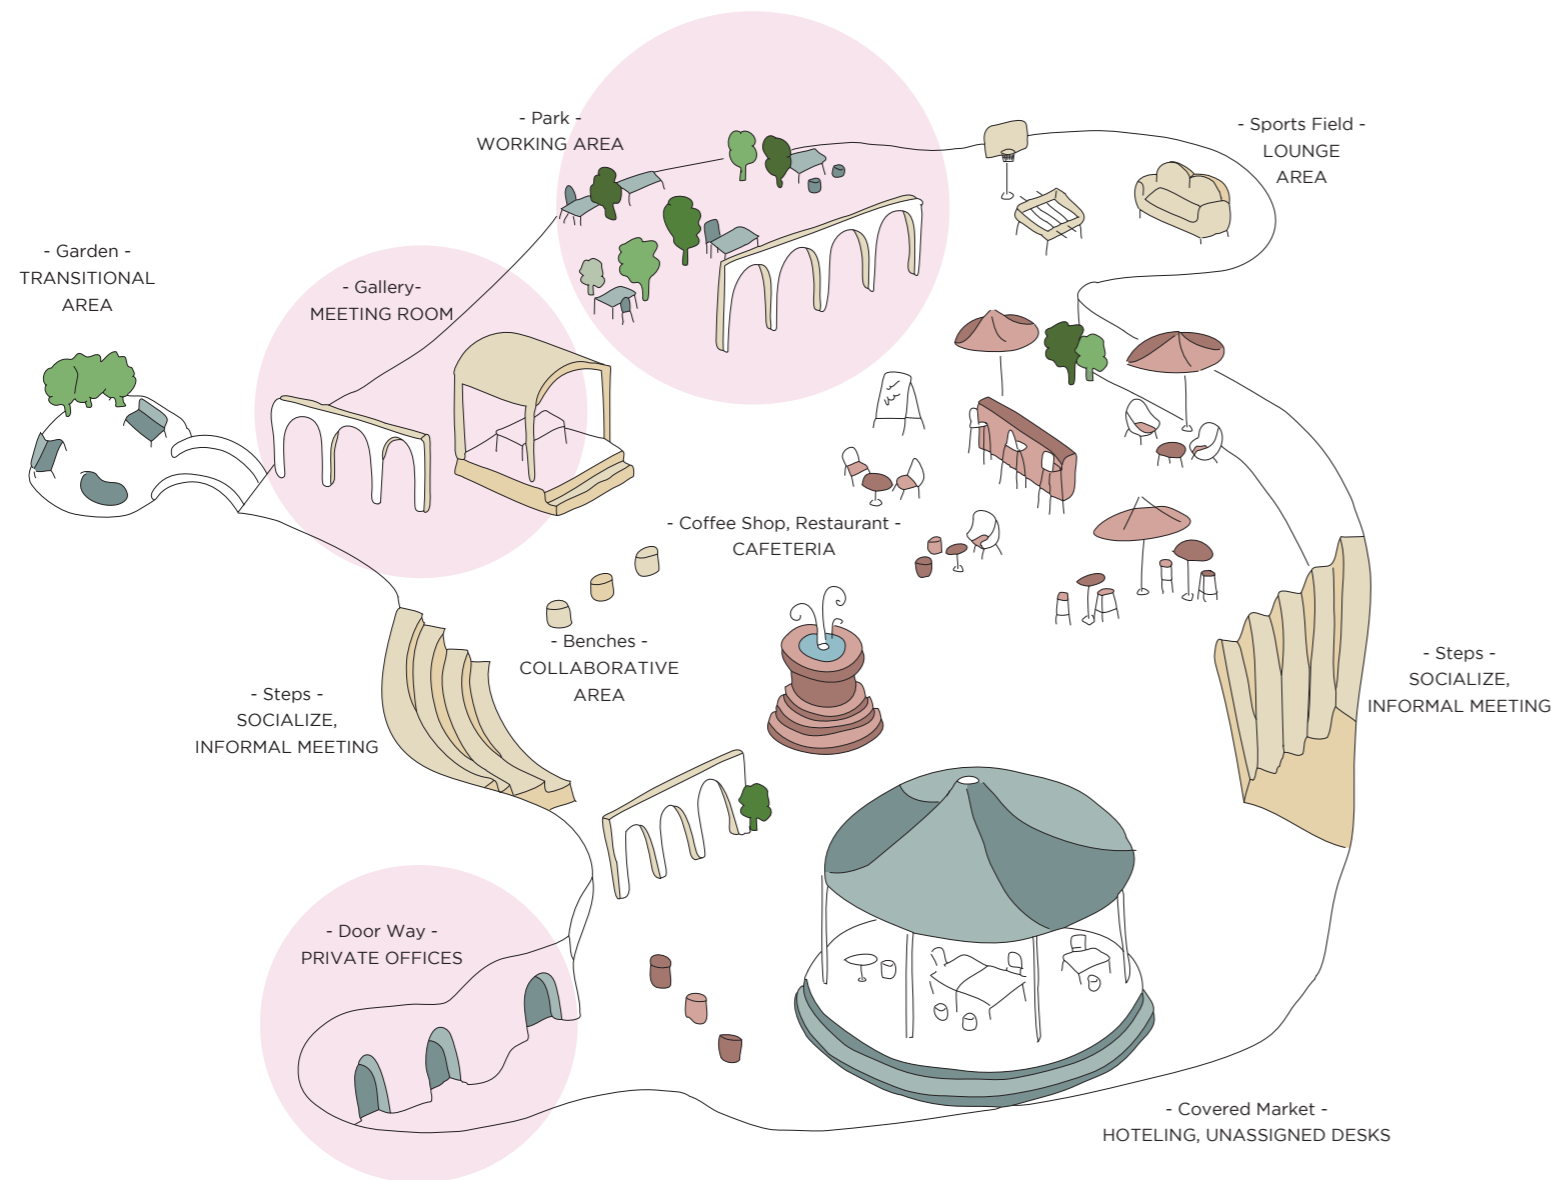 - Park -
WORKING AREA
- Sports Field -
LOUNGE
AREA
- Garden -
TRANSITIONAL
AREA
- Gallery-
MEETING ROOM
- Coffee Shop, Restaurant -
CAFETERIA
- Benches -
COLLABORATIVE
AREA
- Steps -
SOCIALIZE,
INFORMAL MEETING
- Steps -
SOCIALIZE,
INFORMAL MEETING
- Door Way -
PRIVATE OFFICES
- Covered Market -
HOTELING, UNASSIGNED DESKS